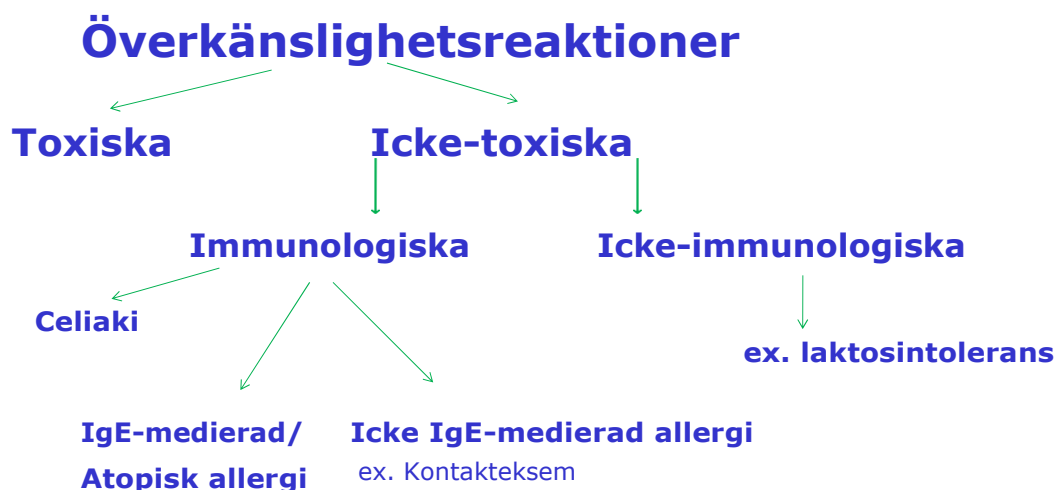 Överkänslighetsreaktioner
Toxiska
Icke-toxiska
Immunologiska
Icke-immunologiska
Celiaki
ex. laktosintolerans
IgE-medierad/
Atopisk allergi
Icke IgE-medierad allergi
ex. Kontakteksem